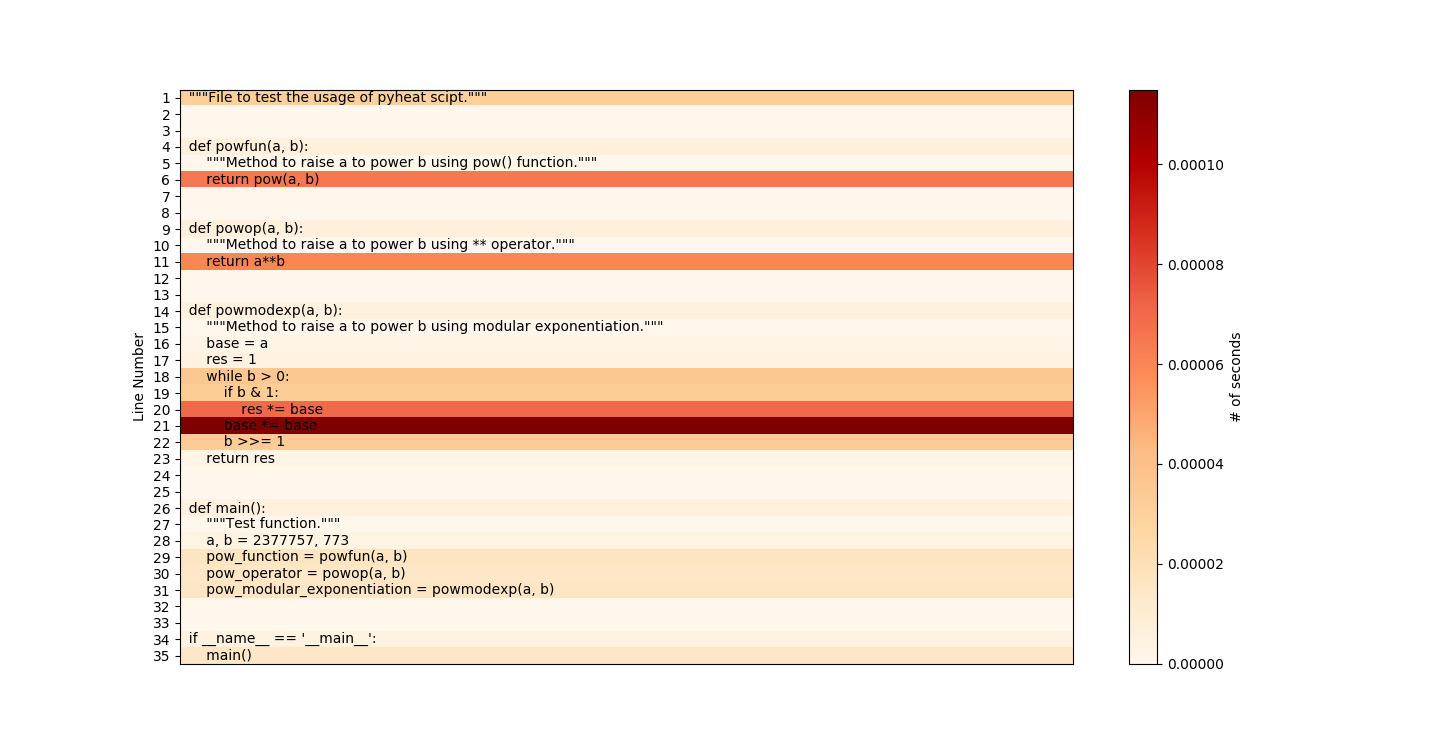 1 """File to test the usage of pyheat scipt."""
2
3
4 def powfun(a, b):
5     """Method to raise a to power b using pow() function."""
6     return pow(a, b)
7
8
9 def powop(a, b):
10     """Method to raise a to power b using ** operator."""
11     return a**b
12
13
14 def powmodexp(a, b):
15     """Method to raise a to power b using modular exponentiation."""
16     base = a
17     res = 1
18     while b > 0:
19         if b & 1:
20             res *= base
21         base *= base
22         b >>= 1
23     return res
24
25
26 def main():
27     """Test function."""
28     a, b = 2377757, 773
29     pow_function = powfun(a, b)
30     pow_operator = powop(a, b)
31     pow_modular_exponentiation = powmodexp(a, b)
32
33
34 if __name__ == '__main__':
35     main()
Line Number
0.00010
0.00008
0.00006
0.00004
0.00002
0.00000
# of seconds